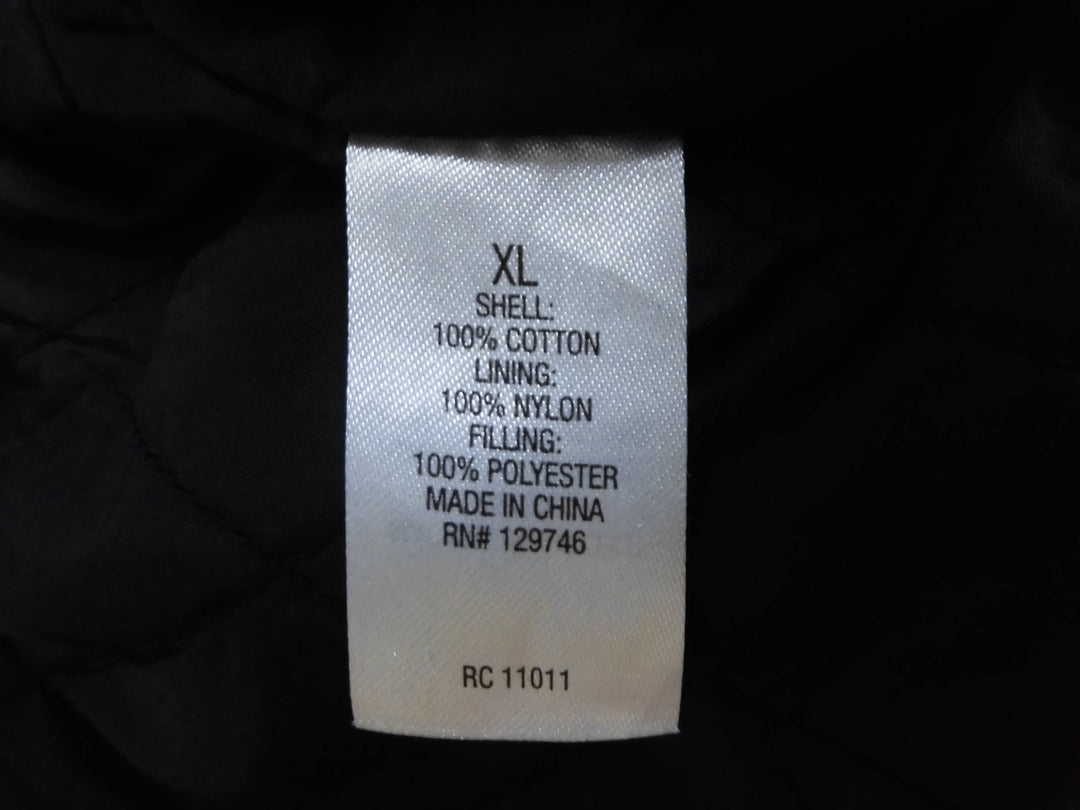 XL
SHELL:
100% COTTON
LINING:
100% NYLON
FILLING:
100% POLYESTER
MADE IN CHINA
RN# 129746
RC 11011